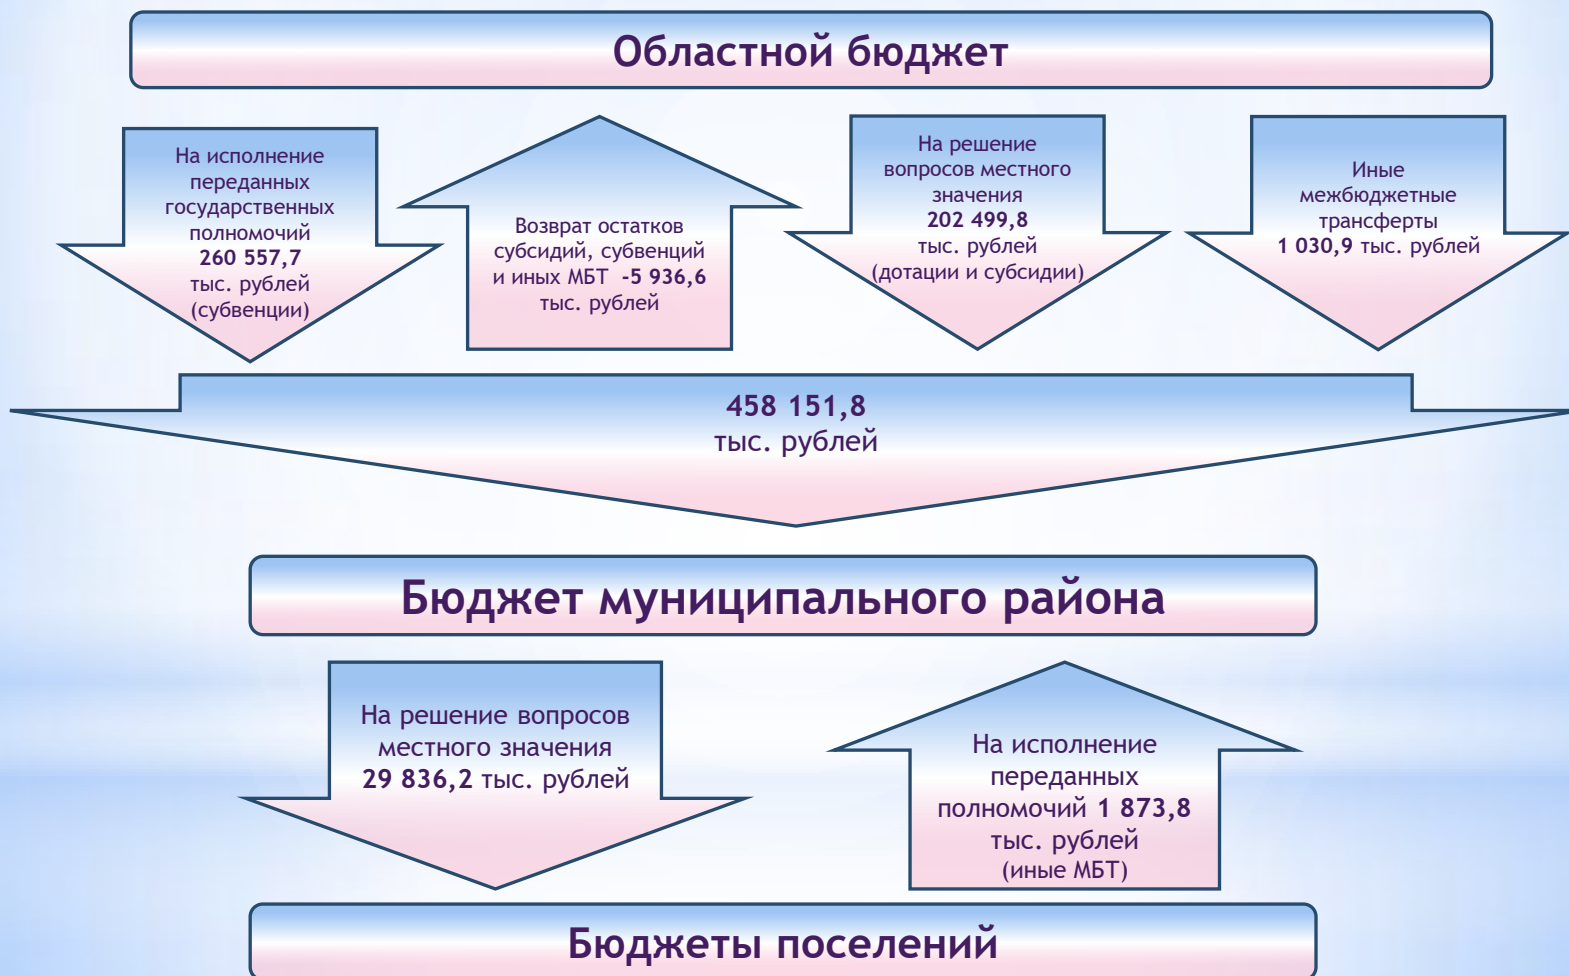 Областной бюджет
На исполнение
переданных
государственных
полномочий
260 557,7
тыс. рублей
(субвенции)
Возврат остатков
субсидий, субвенций
и иных МБТ -5 936,6
тыс. рублей
На решение
вопросов местного
значения
202 499,8
тыс. рублей
(дотации и субсидии)
Иные
межбюджетные
трансферты
1 030,9 тыс. рублей
458 151,8
тыс. рублей
Бюджет муниципального района
На решение вопросов
местного значения
29 836,2 тыс. рублей
На исполнение
переданных
полномочий 1 873,8
тыс. рублей
(иные МБТ)
Бюджеты поселений